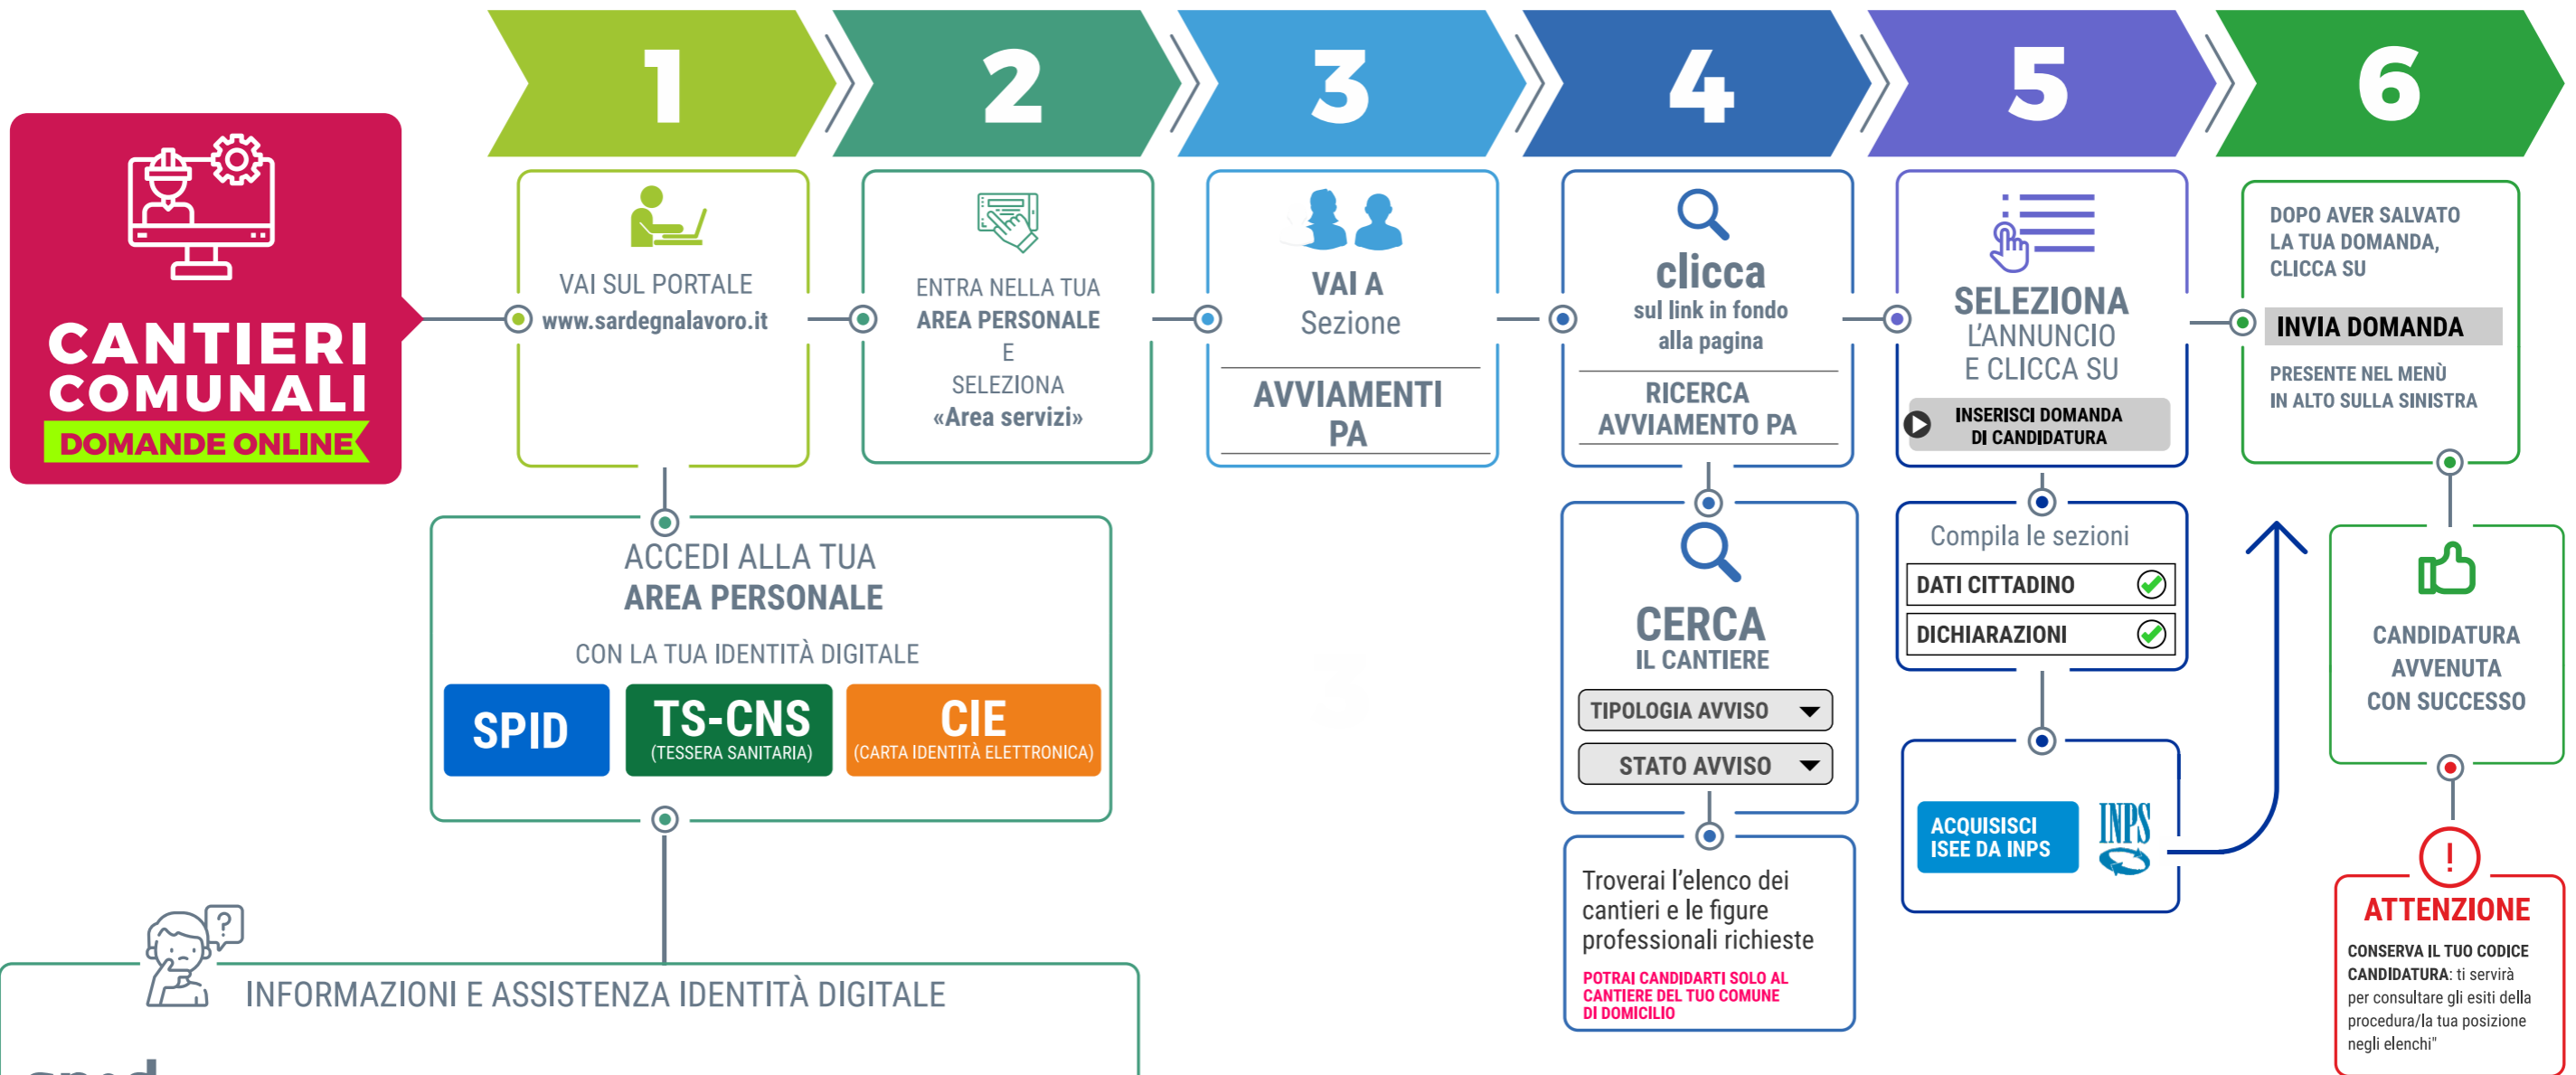 CANTIERI
COMUNALI
DOMANDE ONLINE
1
VAI SUL PORTALE
www.sardegnalavoro.it
ACCEDI ALLA TUA
AREA PERSONALE
CON LA TUA IDENTITÀ DIGITALE
SPID
TS-CNS
(TESSERA SANITARIA)
CIE
(CARTA IDENTITÀ ELETTRONICA)
?
INFORMAZIONI E ASSISTENZA IDENTITÀ DIGITALE
2
ENTRA NELLA TUA
AREA PERSONALE
E
SELEZIONA
«Area servizi»
3
VAI A
Sezione
AVVIAMENTI
PA
4
clicca
sul link in fondo
alla pagina
RICERCA
AVVIAMENTO PA
CERCA
IL CANTIERE
TIPOLOGIA AVVISO
STATO AVVISO
Troverai l'elenco dei
cantieri e le figure
professionali richieste
POTRAI CANDIDARTI SOLO AL
CANTIERE DEL TUO COMUNE
DI DOMICILIO
5
SELEZIONA
L'ANNUNCIO
E CLICCA SU
INSERISCI DOMANDA
DI CANDIDATURA
Compila le sezioni
DATI CITTADINO
DICHIARAZIONI
ACQUISISCI
ISEE DA INPS
INPS
6
DOPO AVER SALVATO
LA TUA DOMANDA,
CLICCA SU
INVIA DOMANDA
PRESENTE NEL MENÙ
IN ALTO SULLA SINISTRA
CANDIDATURA
AVVENUTA
CON SUCCESSO
!
ATTENZIONE
CONSERVA IL TUO CODICE
CANDIDATURA: ti servirà
per consultare gli esiti della
procedura/la tua posizione
negli elenchi"